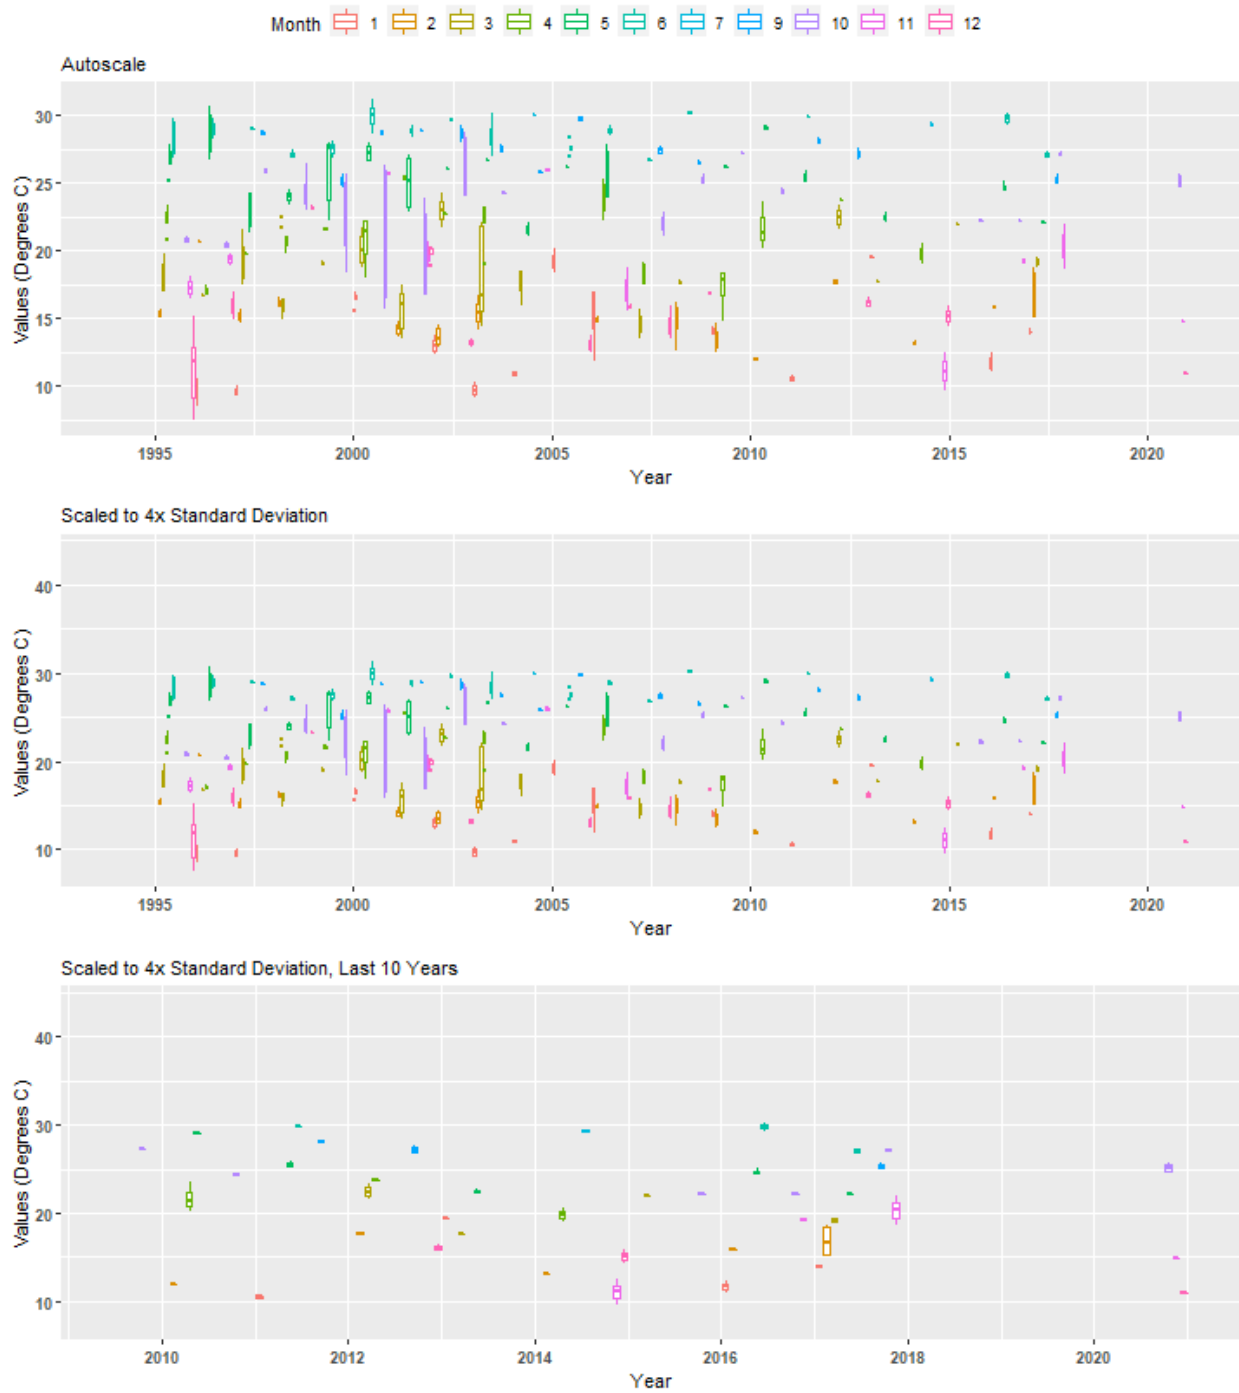 Month 1 2 3 4 5 6 7 9 10 11 12
Autoscale
30
25
20
15
10
Values (Degrees C)
1995 2000 2005 2010 2015 2020
Year
Scaled to 4x Standard Deviation
40
30
20
10
Values (Degrees C)
1995 2000 2005 2010 2015 2020
Year
Scaled to 4x Standard Deviation, Last 10 Years
40
30
20
10
Values (Degrees C)
2010 2012 2014 2016 2018 2020
Year